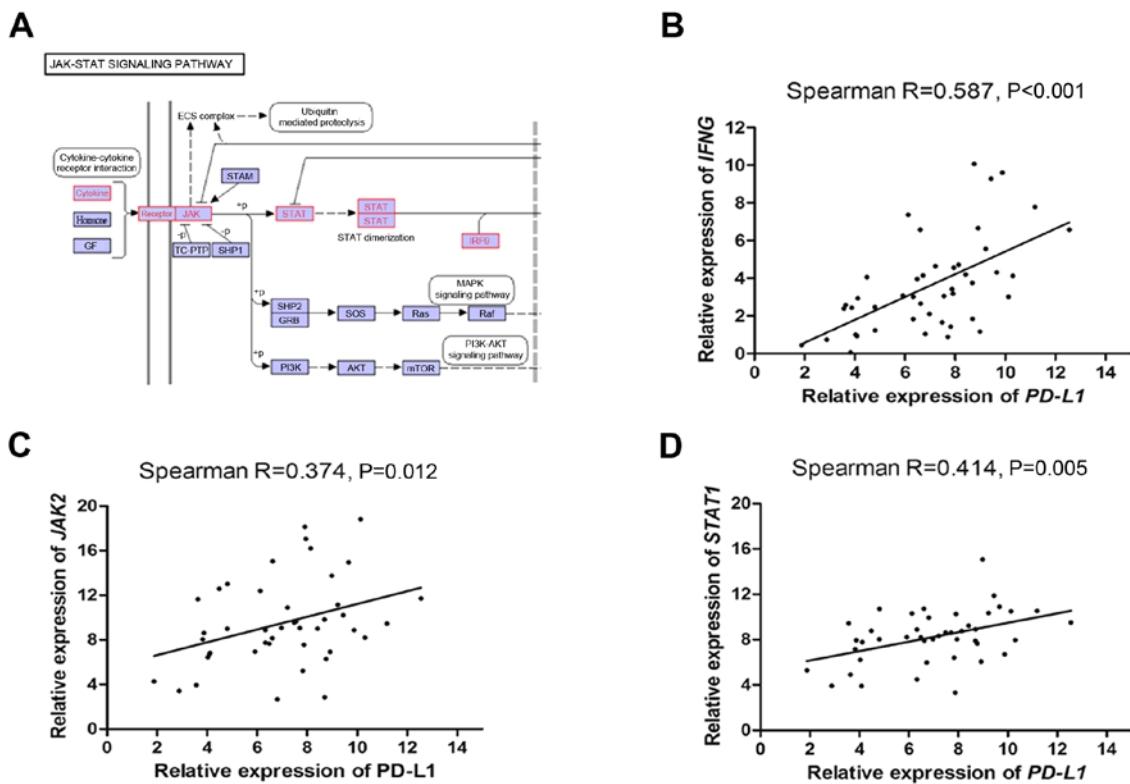 A
JAK-STAT SIGNALING PATHWAY
ECS complex
Ubiquitin
mediated proteolysis
Cytokine-cytokine
receptor interaction
STAM
Cytokine
Hormone
GF
Receptor
JAK
+p
STAT
STAT
STAT
STAT dimerization
IRF9
-p
-p
TC-PTP
SHP1
MAPK
signaling pathway
+p
SHP2
GRB
SOS
Ras
Raf
PI3K-AKT
signaling pathway
+p
PI3K
AKT
mTOR
B
Spearman R=0.587, P<0.001
Relative expression of IFNG
12
10
8
6
4
2
0
0 2 4 6 8 10 12 14
Relative expression of PD-L1
C
Spearman R=0.374, P=0.012
Relative expression of JAK2
20
16
12
8
4
0
0 2 4 6 8 10 12 14
Relative expression of PD-L1
D
Spearman R=0.414, P=0.005
Relative expression of STAT1
20
16
12
8
4
0
0 2 4 6 8 10 12 14
Relative expression of PD-L1